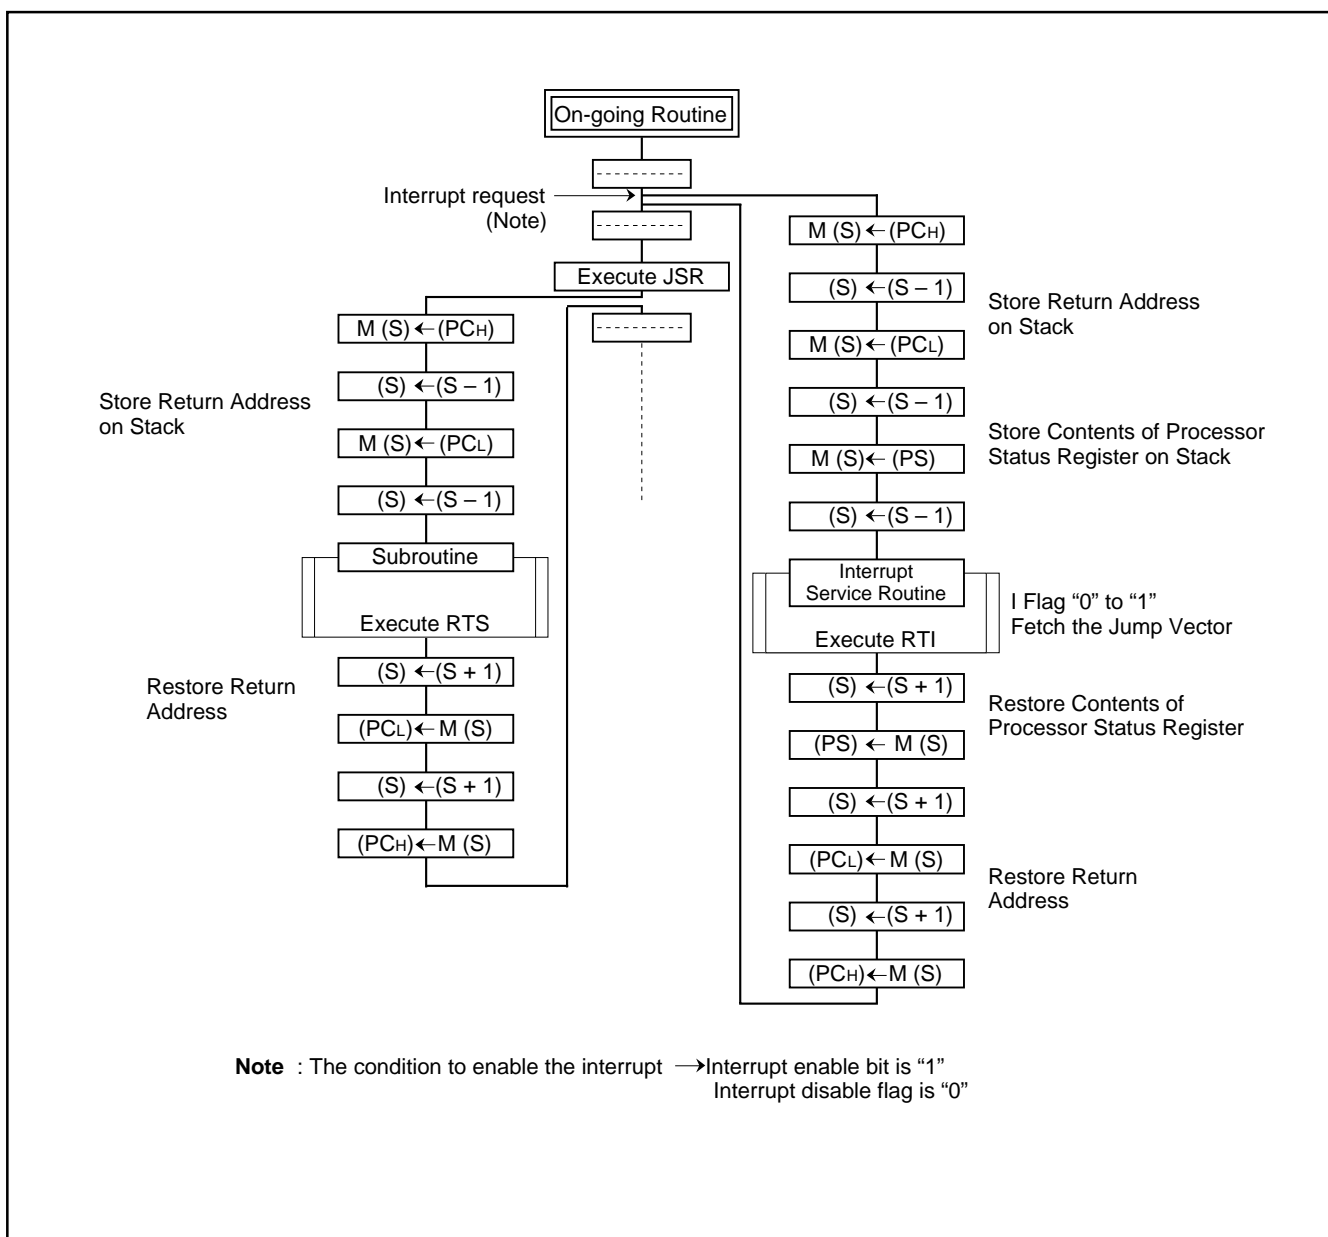 On-going Routine
Interrupt request
(Note)
Execute JSR
M (S) ← (PCH)
(S) ← (S – 1)
M (S) ← (PCL)
(S) ← (S – 1)
Store Return Address
on Stack
Subroutine
Execute RTS
(S) ← (S + 1)
(PCL) ← M (S)
(S) ← (S + 1)
(PCH) ← M (S)
Restore Return
Address
M (S) ← (PCH)
(S) ← (S – 1)
M (S) ← (PCL)
(S) ← (S – 1)
M (S) ← (PS)
(S) ← (S – 1)
Store Return Address
on Stack
Store Contents of Processor
Status Register on Stack
Interrupt
Service Routine
Execute RTI
I Flag “0” to “1”
Fetch the Jump Vector
(S) ← (S + 1)
(PS) ← M (S)
(S) ← (S + 1)
(PCL) ← M (S)
(S) ← (S + 1)
(PCH) ← M (S)
Restore Contents of
Processor Status Register
Restore Return
Address
Note : The condition to enable the interrupt → Interrupt enable bit is “1”
Interrupt disable flag is “0”